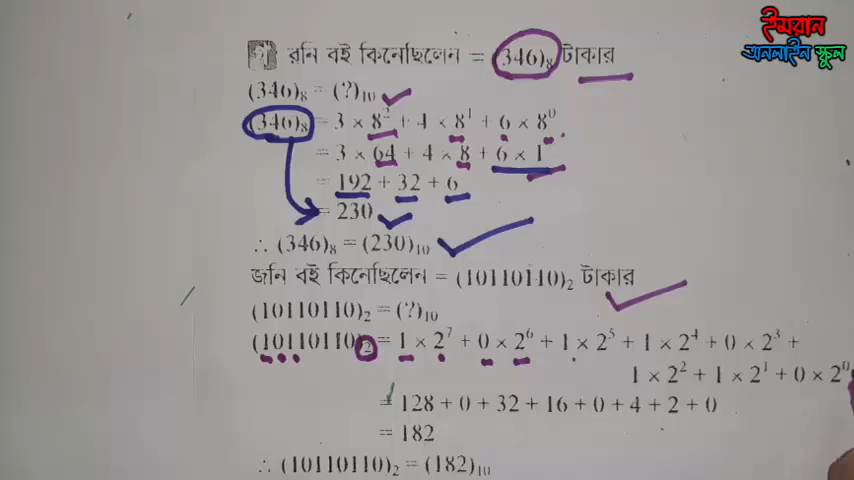 ইমরান
অনলাইন স্কুল
রনি বই কিনেছিলেন = (346)₈ টাকার
(346)₈ = (?)₁₀
(346)₈ = 3 × 8² + 4 × 8¹ + 6 × 8⁰
= 3 × 64 + 4 × 8 + 6 × 1
= 192 + 32 + 6
= 230
∴ (346)₈ = (230)₁₀
জনি বই কিনেছিলেন = (10110110)₂ টাকার
(10110110)₂ = (?)₁₀
(10110110)₂ = 1 × 2⁷ + 0 × 2⁶ + 1 × 2⁵ + 1 × 2⁴ + 0 × 2³ +
1 × 2² + 1 × 2¹ + 0 × 2⁰
= 128 + 0 + 32 + 16 + 0 + 4 + 2 + 0
= 182
∴ (10110110)₂ = (182)₁₀